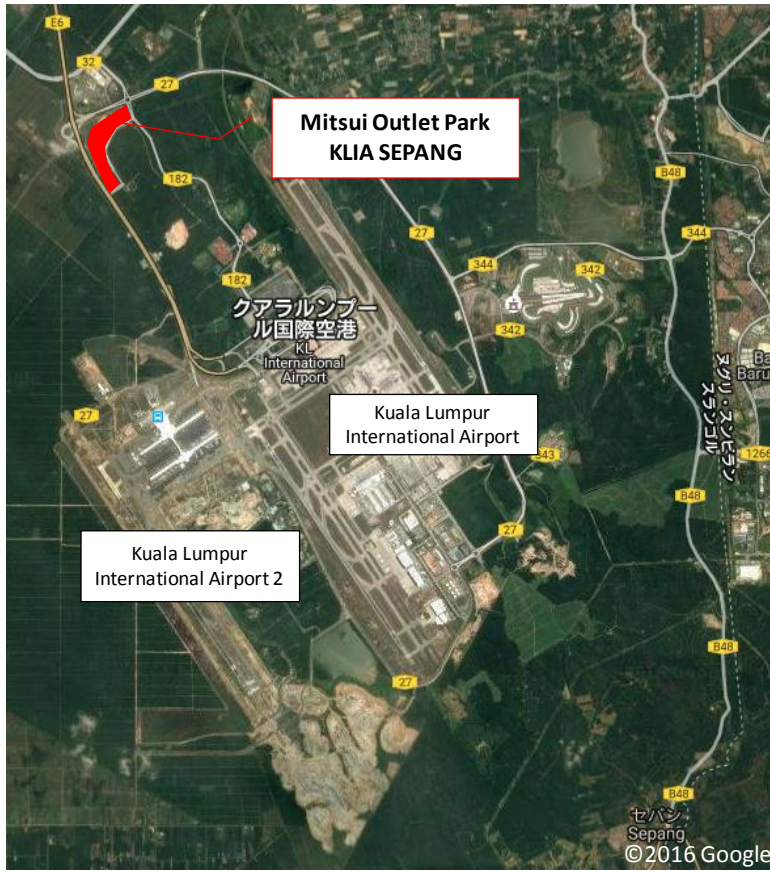 E6
32
27
Mitsui Outlet Park
KLIA SEPANG
182
B48
27
344
344
342
182
342
クアラルンプー
ル国際空港
KL
International
Airport
Kuala Lumpur
International Airport
27
343
ヌグリ・スンビラン
スランゴル
Ba
Baru
1266
B48
27
Kuala Lumpur
International Airport 2
B48
27
B48
セパン
Sepang
©2016 Google